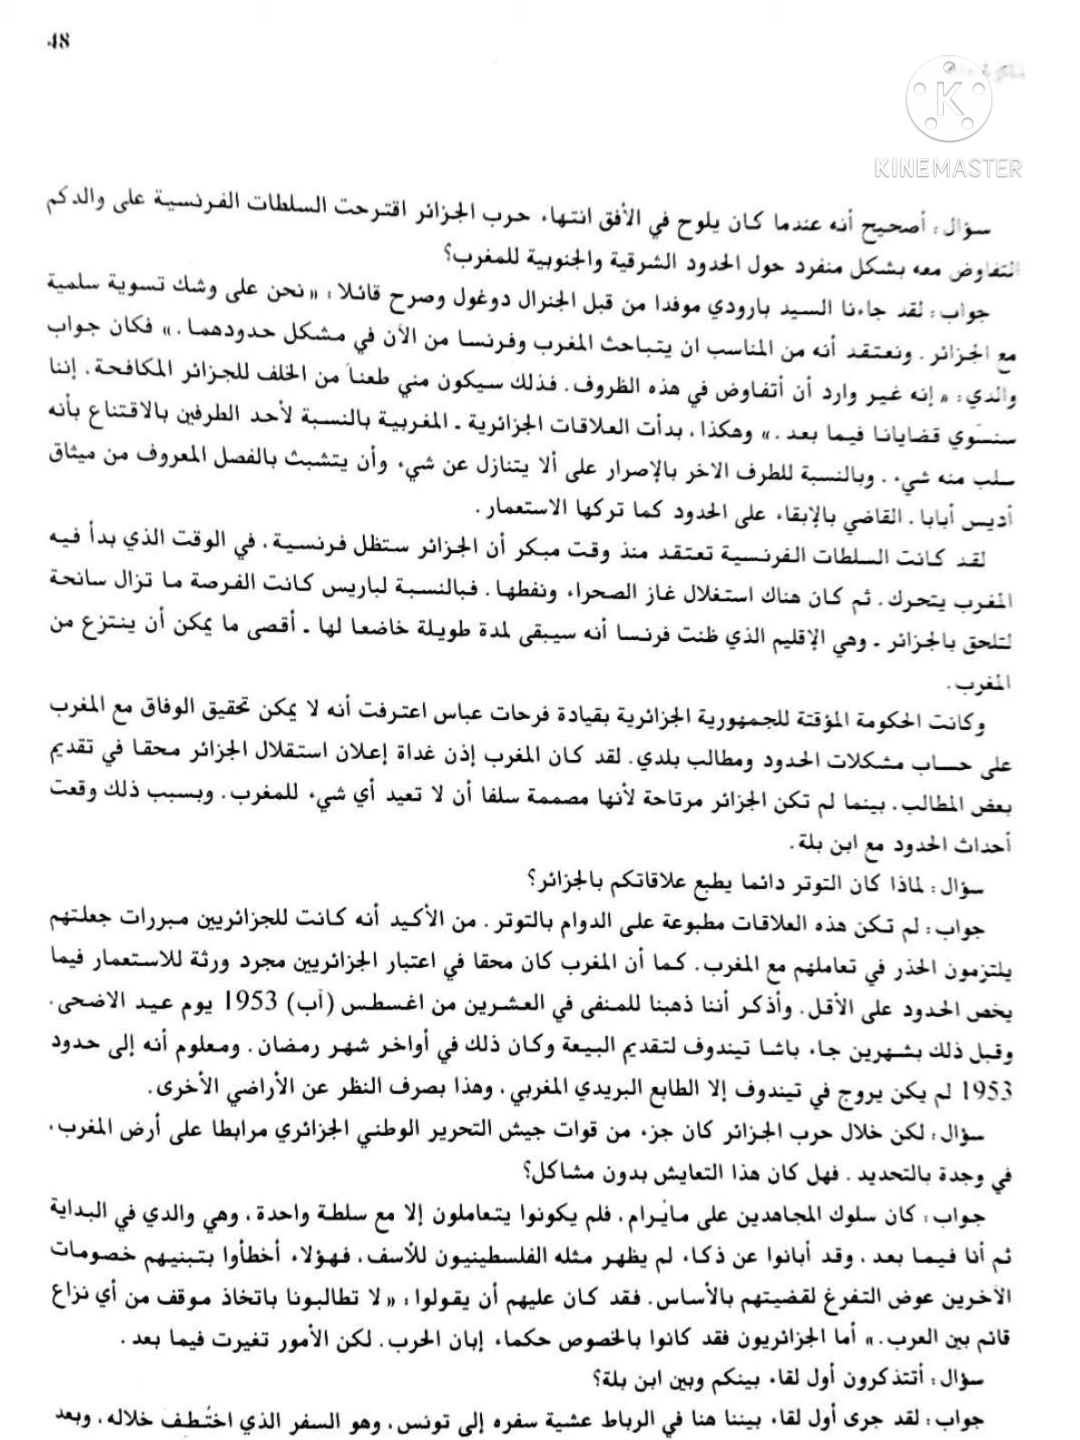 48
KINEMASTER
سؤال : أصحيح أنه عندما كان يلوح في الأفق انتهاء حرب الجزائر اقترحت السلطات الفرنسية على والدكم
التفاوض معه بشكل منفرد حول الحدود الشرقية والجنوبية للمغرب؟
جواب : لقد جاءنا السيد بارودي موفدا من قبل الجنرال دوغول وصرح قائلا : « نحن على وشك تسوية سلمية
مع الجزائر . ونعتقد أنه من المناسب ان يتباحث المغرب وفرنسا من الآن في مشكل حدودهما . » فكان جواب
والدي : « إنه غير وارد أن أتفاوض في هذه الظروف . فذلك سيكون مني طعنا من الخلف للجزائر المكافحة . إننا
سنسوي قضايانا فيما بعد . » وهكذا ، بدأت العلاقات الجزائرية ـ المغربية بالنسبة لأحد الطرفين بالاقتناع بأنه
سلب منه شيء . وبالنسبة للطرف الاخر بالإصرار على ألا يتنازل عن شيء وأن يتشبث بالفصل المعروف من ميثاق
أديس أبابا ، القاضي بالإبقاء على الحدود كما تركها الاستعمار .
لقد كانت السلطات الفرنسية تعتقد منذ وقت مبكر أن الجزائر ستظل فرنسية ، في الوقت الذي بدأ فيه
المغرب يتحرك . ثم كان هناك استغلال غاز الصحراء ونفطها . فبالنسبة لباريس كانت الفرصة ما تزال سانحة
لتلحق بالجزائر ـ وهي الإقليم الذي ظنت فرنسا أنه سيبقى لمدة طويلة خاضعا لها ـ أقصى ما يمكن أن ينتزع من
المغرب .
وكانت الحكومة المؤقتة للجمهورية الجزائرية بقيادة فرحات عباس اعترفت أنه لا يمكن تحقيق الوفاق مع المغرب
على حساب مشكلات الحدود ومطالب بلدي . لقد كان المغرب إذن غداة إعلان استقلال الجزائر محقا في تقديم
بعض المطالب ، بينما لم تكن الجزائر مرتاحة لأنها مصممة سلفا أن لا تعيد أي شيء للمغرب . وبسبب ذلك وقعت
أحداث الحدود مع ابن بلة .
سؤال : لماذا كان التوتر دائما يطبع علاقاتكم بالجزائر؟
جواب : لم تكن هذه العلاقات مطبوعة على الدوام بالتوتر . من الأكيد أنه كانت للجزائريين مبررات جعلتهم
يلتزمون الحذر في تعاملهم مع المغرب . كما أن المغرب كان محقا في اعتبار الجزائريين مجرد ورثة للاستعمار فيما
يخص الحدود على الأقل . وأذكر أننا ذهبنا للمنفى في العشرين من اغسطس (آب) 1953 يوم عيد الاضحى .
وقبل ذلك بشهرين جاء باشا تيندوف لتقديم البيعة وكان ذلك في أواخر شهر رمضان . ومعلوم أنه إلى حدود
1953 لم يكن يروج في تيندوف إلا الطابع البريدي المغربي ، وهذا بصرف النظر عن الأراضي الأخرى .
سؤال : لكن خلال حرب الجزائر كان جزء من قوات جيش التحرير الوطني الجزائري مرابطا على أرض المغرب ،
في وجدة بالتحديد . فهل كان هذا التعايش بدون مشاكل؟
جواب : كان سلوك المجاهدين على مايُرام ، فلم يكونوا يتعاملون إلا مع سلطة واحدة ، وهي والدي في البداية
ثم أنا فيما بعد . وقد أبانوا عن ذكاء لم يظهر مثله الفلسطينيون للأسف ، فهؤلاء أخطأوا بتبنيهم خصومات
الآخرين عوض التفرغ لقضيتهم بالأساس . فقد كان عليهم أن يقولوا : « لا تطالبونا باتخاذ موقف من أي نزاع
قائم بين العرب . » أما الجزائريون فقد كانوا بالخصوص حكماء إبان الحرب . لكن الأمور تغيرت فيما بعد .
سؤال : أتتذكرون أول لقاء بينكم وبين ابن بلة؟
جواب : لقد جرى أول لقاء بيننا هنا في الرباط عشية سفره إلى تونس ، وهو السفر الذي اختُطف خلاله ، وبعد